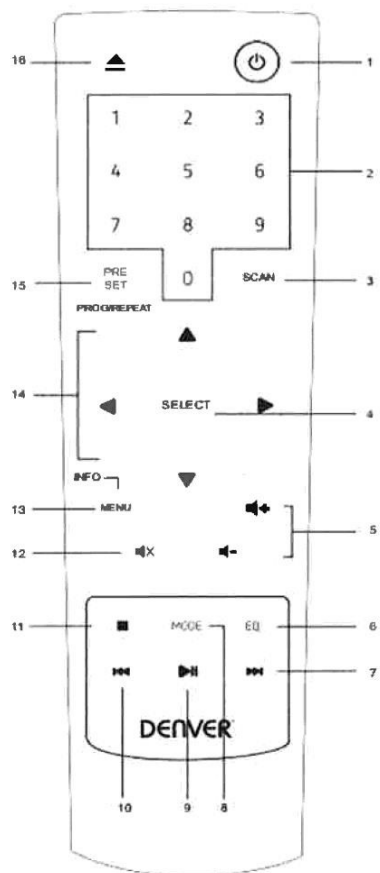 16 1
1 2 3
4 5 6 2
7 8 9
15 PRE SET 0 SCAN 3
PROG/REPEAT
14
SELECT 4
INFO
13 MENU
5
12
11 MODE EQ 6
7
DENVER
10 9 8